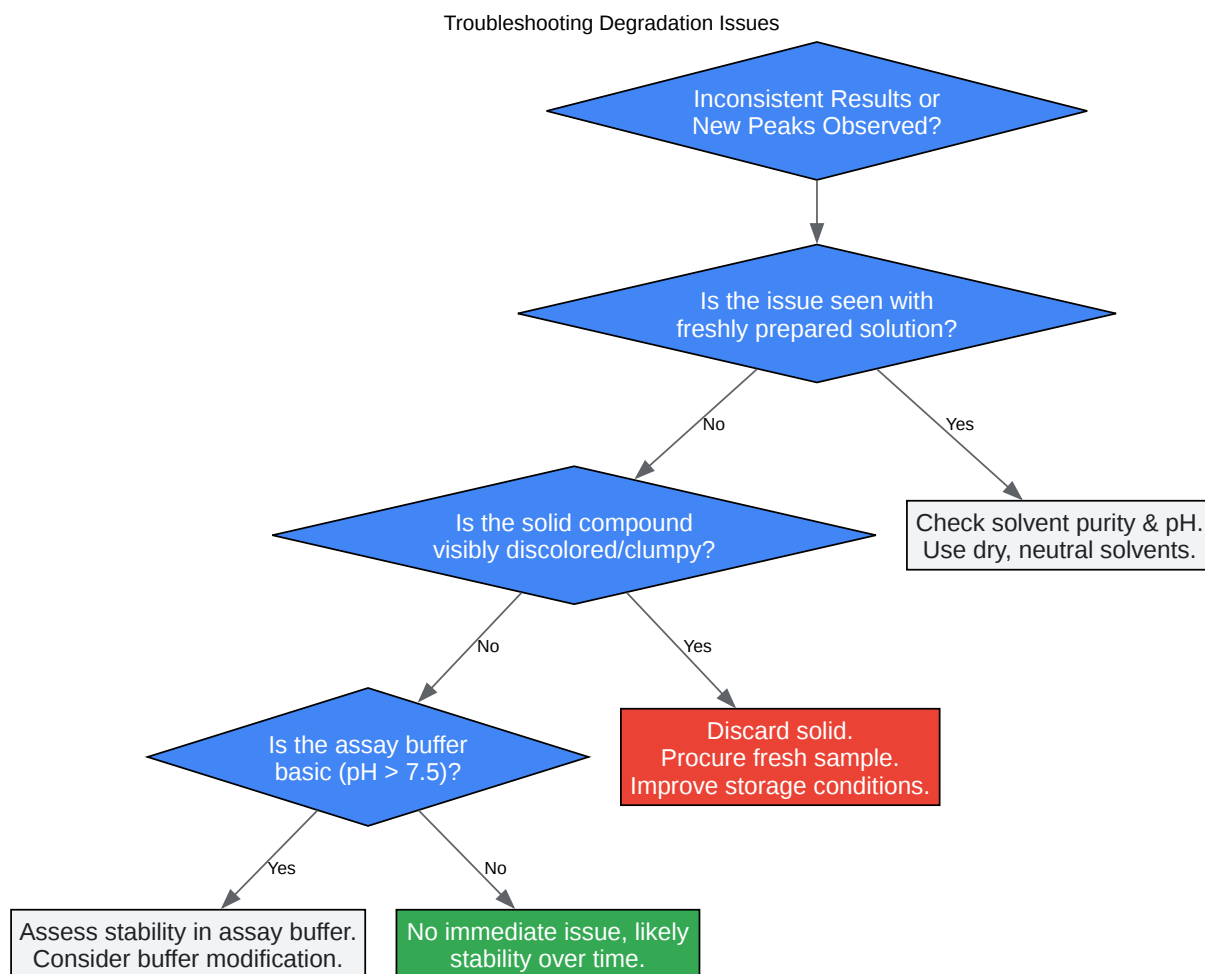 Troubleshooting Degradation Issues
Inconsistent Results or
New Peaks Observed?
Is the issue seen with
freshly prepared solution?
No
Yes
Is the solid compound
visibly discolored/clumpy?
Check solvent purity & pH.
Use dry, neutral solvents.
No
Yes
Is the assay buffer
basic (pH > 7.5)?
Discard solid.
Procure fresh sample.
Improve storage conditions.
Yes
No
Assess stability in assay buffer.
Consider buffer modification.
No immediate issue, likely
stability over time.